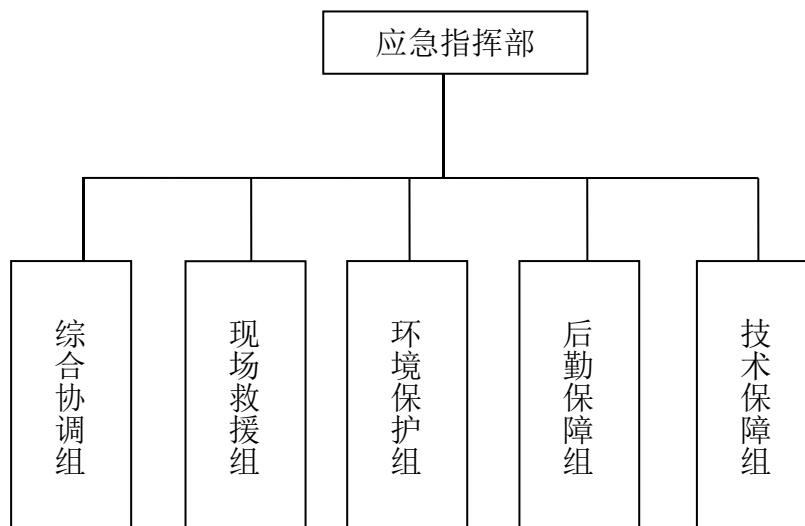 应急指挥部
综合协调组
现场救援组
环境保护组
后勤保障组
技术保障组